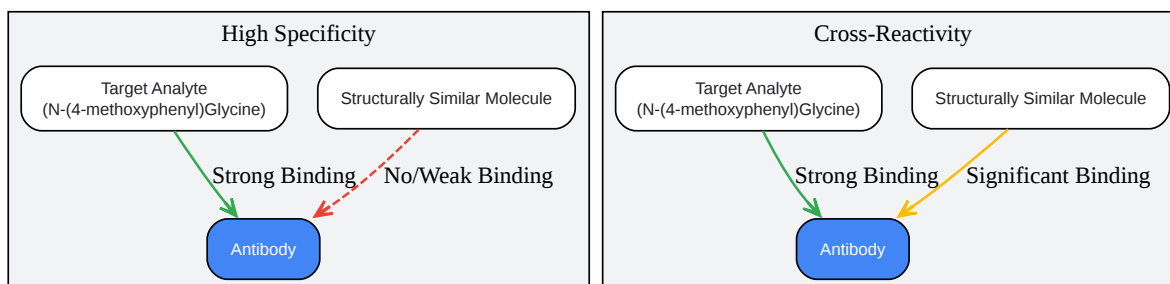 High Specificity
Target Analyte
(N-(4-methoxyphenyl)Glycine)
Structurally Similar Molecule
Strong Binding
No/Weak Binding
Antibody
Cross-Reactivity
Target Analyte
(N-(4-methoxyphenyl)Glycine)
Structurally Similar Molecule
Strong Binding
Significant Binding
Antibody